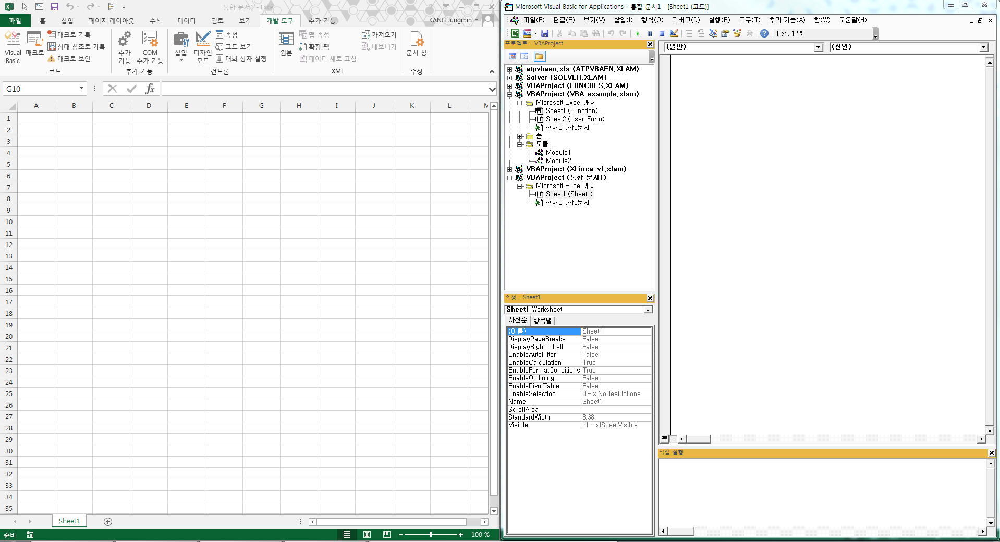 통합 문서1 - Excel
파일 홈 삽입 페이지 레이아웃 수식 데이터 검토 보기 개발 도구 추가 기능 KANG Jungmin
Visual Basic
매크로
매크로 기록
상대 참조로 기록
매크로 보안
코드
추가 기능
COM 추가 기능
추가 기능
삽입
디자인 모드
속성
코드 보기
대화 상자 실행
컨트롤
원본
맵 속성
확장 팩
데이터 새로 고침
가져오기
내보내기
XML
문서 창
수정
G10
fx
A B C D E F G H I J K L M
1
2
3
4
5
6
7
8
9
10
11
12
13
14
15
16
17
18
19
20
21
22
23
24
25
26
27
28
29
30
31
32
33
34
35
Sheet1
준비
100 %
Microsoft Visual Basic for Applications - 통합 문서1 - [Sheet1 (코드)]
파일(F) 편집(E) 보기(V) 삽입(I) 형식(O) 디버그(D) 실행(R) 도구(T) 추가 기능(A) 창(W) 도움말(H)
1 행, 1 열
프로젝트 - VBAProject
atpvbaen.xls (ATPVBAEN.XLAM)
Solver (SOLVER.XLAM)
VBAProject (FUNCRES.XLAM)
VBAProject (VBA_example.xlsm)
Microsoft Excel 개체
Sheet1 (Function)
Sheet2 (User_Form)
현재_통합_문서
폼
모듈
Module1
Module2
VBAProject (XLinca_v1.xlam)
VBAProject (통합 문서1)
Microsoft Excel 개체
Sheet1 (Sheet1)
현재_통합_문서
속성 - Sheet1
Sheet1 Worksheet
사전순 항목별
(이름) Sheet1
DisplayPageBreaks False
DisplayRightToLeft False
EnableAutoFilter False
EnableCalculation True
EnableFormatConditions True
EnableOutlining False
EnablePivotTable False
EnableSelection 0 - xlNoRestrictions
Name Sheet1
ScrollArea
StandardWidth 8.38
Visible -1 - xlSheetVisible
(일반) (선언)
직접 실행